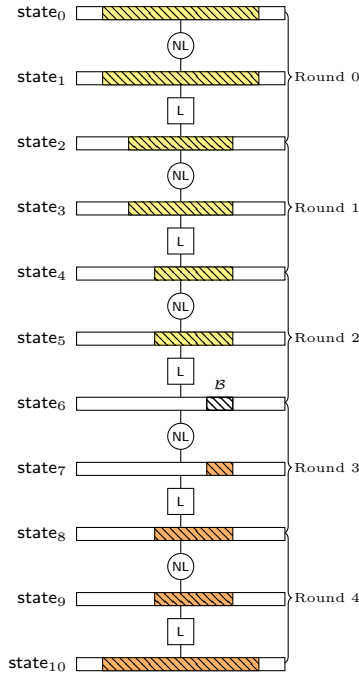 state₀
NL
state₁
Round 0
L
state₂
NL
state₃
Round 1
L
state₄
NL
state₅
Round 2
L
ℬ
state₆
NL
state₇
Round 3
L
state₈
NL
state₉
Round 4
L
state₁₀